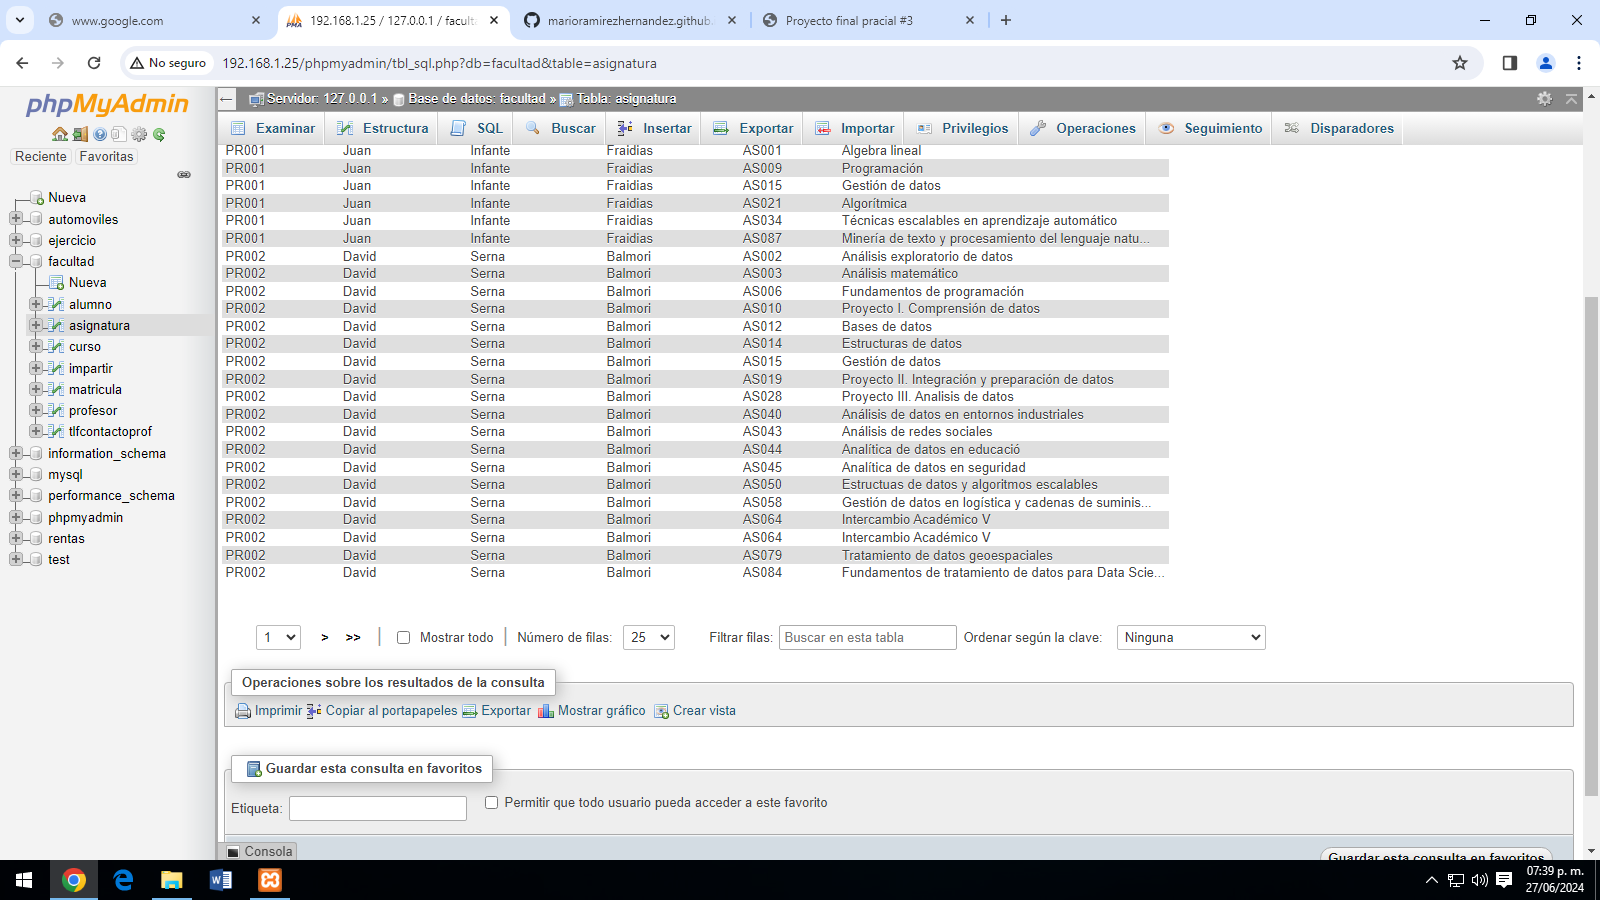 www.google.com
192.168.1.25 / 127.0.0.1 / faculta
marioramirezhernandez.github.
Proyecto final pracial #3
No seguro
192.168.1.25/phpmyadmin/tbl_sql.php?db=facultad&table=asignatura
phpMyAdmin
Reciente
Favoritas
Nueva
automoviles
ejercicio
facultad
Nueva
alumno
asignatura
curso
impartir
matricula
profesor
tlfcontactoprof
information_schema
mysql
performance_schema
phpmyadmin
rentas
test
Servidor: 127.0.0.1 » Base de datos: facultad » Tabla: asignatura
Examinar Estructura SQL Buscar Insertar Exportar Importar Privilegios Operaciones Seguimiento Disparadores
PR001 Juan Infante Fraidias AS001 Algebra lineal
PR001 Juan Infante Fraidias AS009 Programación
PR001 Juan Infante Fraidias AS015 Gestión de datos
PR001 Juan Infante Fraidias AS021 Algorítmica
PR001 Juan Infante Fraidias AS034 Técnicas escalables en aprendizaje automático
PR001 Juan Infante Fraidias AS087 Minería de texto y procesamiento del lenguaje natu...
PR002 David Serna Balmori AS002 Análisis exploratorio de datos
PR002 David Serna Balmori AS003 Análisis matemático
PR002 David Serna Balmori AS006 Fundamentos de programación
PR002 David Serna Balmori AS010 Proyecto I. Comprensión de datos
PR002 David Serna Balmori AS012 Bases de datos
PR002 David Serna Balmori AS014 Estructuras de datos
PR002 David Serna Balmori AS015 Gestión de datos
PR002 David Serna Balmori AS019 Proyecto II. Integración y preparación de datos
PR002 David Serna Balmori AS028 Proyecto III. Analisis de datos
PR002 David Serna Balmori AS040 Análisis de datos en entornos industriales
PR002 David Serna Balmori AS043 Análisis de redes sociales
PR002 David Serna Balmori AS044 Analítica de datos en educació
PR002 David Serna Balmori AS045 Analítica de datos en seguridad
PR002 David Serna Balmori AS050 Estructuas de datos y algoritmos escalables
PR002 David Serna Balmori AS058 Gestión de datos en logística y cadenas de suminis...
PR002 David Serna Balmori AS064 Intercambio Académico V
PR002 David Serna Balmori AS064 Intercambio Académico V
PR002 David Serna Balmori AS079 Tratamiento de datos geoespaciales
PR002 David Serna Balmori AS084 Fundamentos de tratamiento de datos para Data Scie...
1 > >> | Mostrar todo | Número de filas: 25 Filtrar filas: Buscar en esta tabla Ordenar según la clave: Ninguna
Operaciones sobre los resultados de la consulta
Imprimir Copiar al portapapeles Exportar Mostrar gráfico Crear vista
Guardar esta consulta en favoritos
Etiqueta: Permitir que todo usuario pueda acceder a este favorito
Consola
Guardar esta consulta en favoritos
07:39 p. m.
27/06/2024